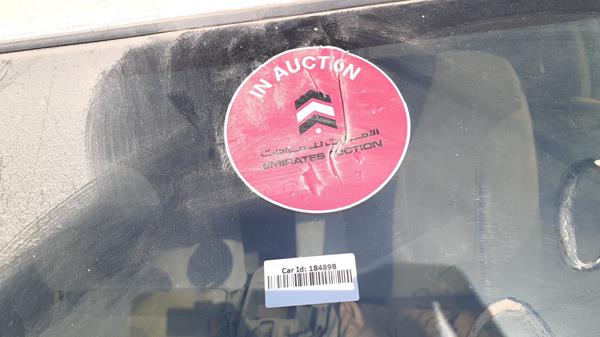 IN AUCTION
الامارات للمزادات
EMIRATES AUCTION
Car Id: 184898